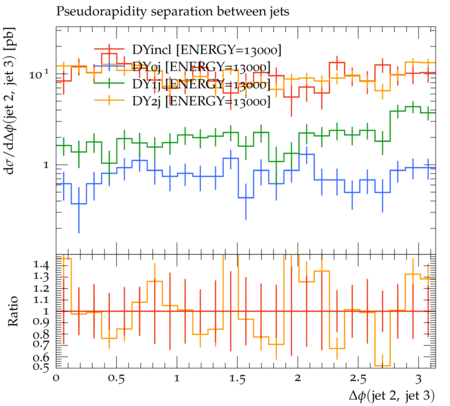 Pseudorapidity separation between jets
dσ/dΔϕ(jet 2, jet 3) [pb]
DYincl [ENERGY=13000]
DY0j [ENERGY=13000]
DY1j [ENERGY=13000]
DY2j [ENERGY=13000]
10¹
1
Ratio
1.4
1.3
1.2
1.1
1
0.9
0.8
0.7
0.6
0.5
0 0.5 1 1.5 2 2.5 3
Δϕ(jet 2, jet 3)